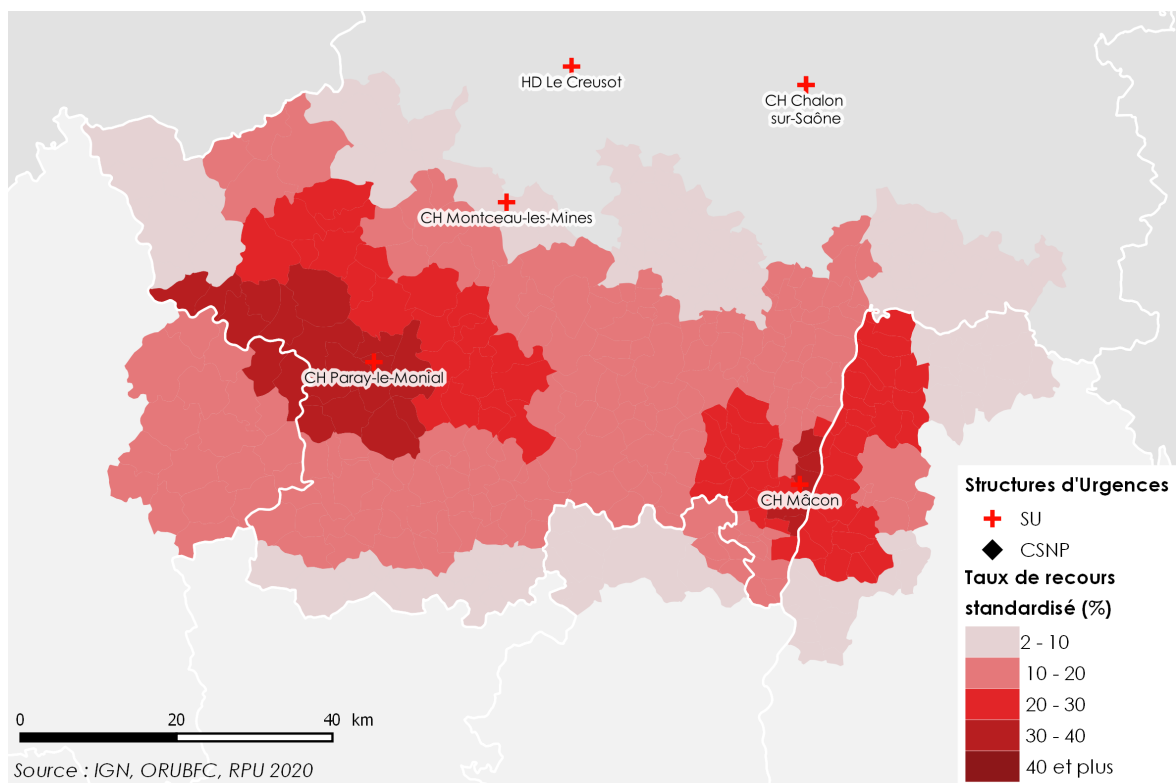 HD Le Creusot
CH Chalon
sur-Saône
CH Montceau-les-Mines
CH Paray-le-Monial
CH Mâcon
Structures d'Urgences
SU
CSNP
Taux de recours
standardisé (%)
2 - 10
10 - 20
20 - 30
30 - 40
40 et plus
0 20 40 km
Source : IGN, ORUBFC, RPU 2020